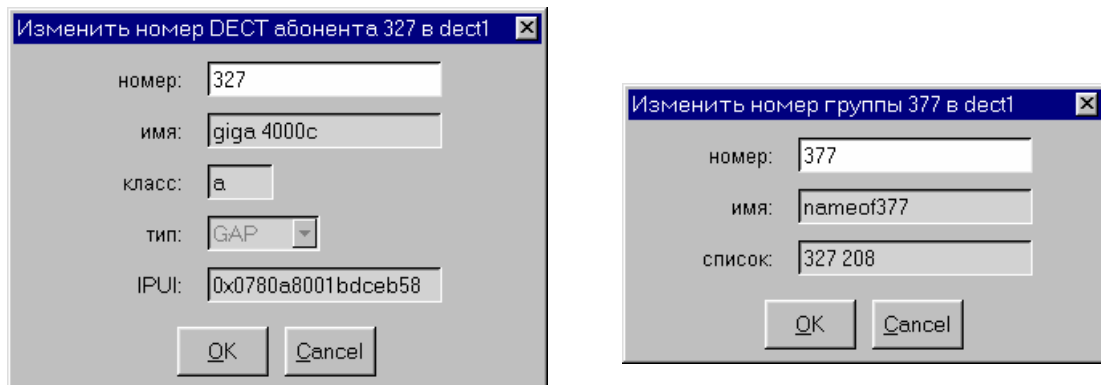 Изменить номер DECT абонента 327 в dect1
номер: 327
имя: giga 4000c
класс: a
тип: GAP
IPUI: 0x0780a8001bdceb58
OK Cancel
Изменить номер группы 377 в dect1
номер: 377
имя: nameof377
список: 327 208
OK Cancel